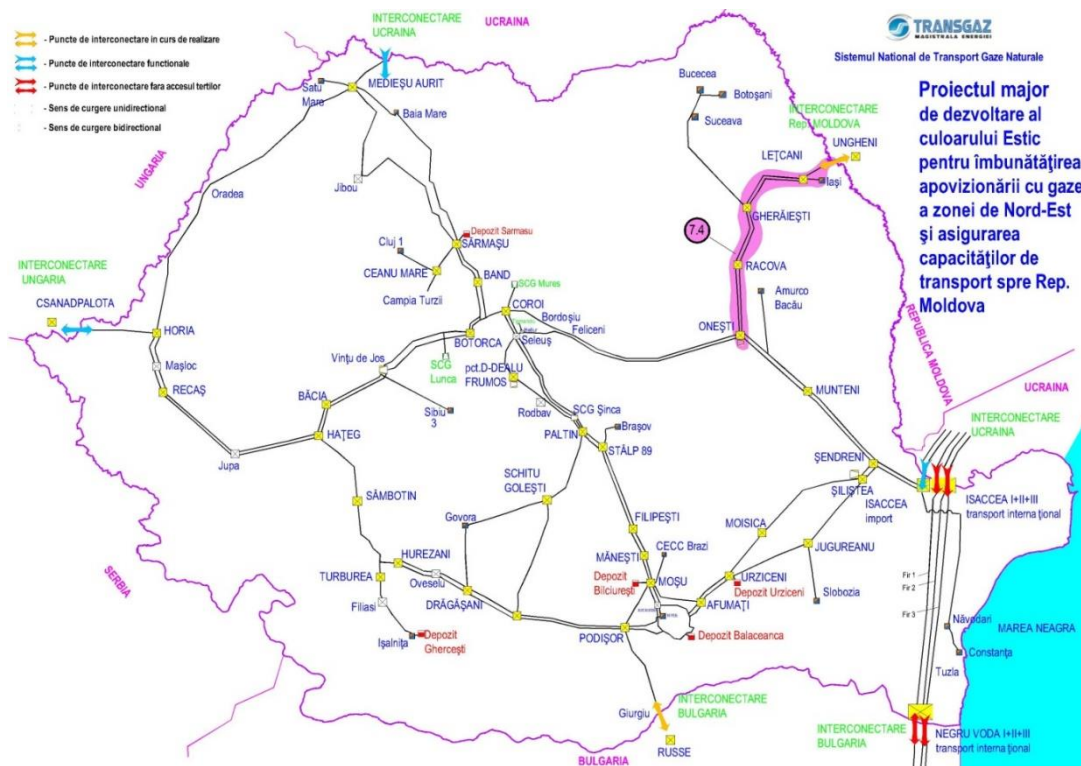 - Puncte de interconectare in curs de realizare
- Puncte de interconectare functionale
- Puncte de interconectare fara accesul tertilor
- Sens de curgere unidirectional
- Sens de curgere bidirectional
TRANSGAZ
MAGISTRALA ENERGIEI
Sistemul National de Transport Gaze Naturale
Proiectul major
de dezvoltare al
culoarului Estic
pentru îmbunătăţirea
apovizionării cu gaze
a zonei de Nord-Est
şi asigurarea
capacităţilor de
transport spre Rep.
Moldova
UCRAINA
INTERCONECTARE
UCRAINA
MEDIEŞU AURIT
Satu
Mare
Baia Mare
Jibou
UNGARIA
Oradea
Bucecea
Botoşani
Suceava
INTERCONECTARE
Rep. MOLDOVA
UNGHENI
LEŢCANI
Iaşi
GHERĂIEŞTI
7.4
RACOVA
Amurco
Bacău
ONEŞTI
Depozit Sarmasu
SĂRMAŞU
Cluj 1
CEANU MARE
Campia Turzii
BAND
SCG Mures
COROI
Bordoşiu
Feliceni
Seleuş
BOTORCA
SCG
Lunca
pct.D-DEALU
FRUMOS
Rodbav
INTERCONECTARE
UNGARIA
CSANADPALOTA
HORIA
Maşloc
RECAŞ
Jupa
Vinţu de Jos
Sibiu
3
BĂCIA
HAŢEG
SCG Şinca
PALTIN
Braşov
STÂLP 89
MUNTENI
REPUBLICA MOLDOVA
UCRAINA
INTERCONECTARE
UCRAINA
ŞENDRENI
ŞILIŞTEA
ISACCEA
import
ISACCEA I+II+III
transport internaţional
SÂMBOTIN
SCHITU
GOLEŞTI
Govora
FILIPEŞTI
CECC Brazi
MĂNEŞTI
MOŞU
Depozit
Bilciureşti
MOISICA
JUGUREANU
URZICENI
Depozit Urziceni
Slobozia
AFUMAŢI
Depozit Balaceanca
SERBIA
HUREZANI
Oveselu
TURBUREA
Filiasi
DRĂGĂŞANI
Işalniţa
Depozit
Gherceşti
PODIŞOR
Giurgiu
INTERCONECTARE
BULGARIA
RUSSE
BULGARIA
Fir 1
Fir 2
Fir 3
Năvodari
MAREA NEAGRA
Constanţa
Tuzla
INTERCONECTARE
BULGARIA
NEGRU VODA I+II+III
transport internaţional